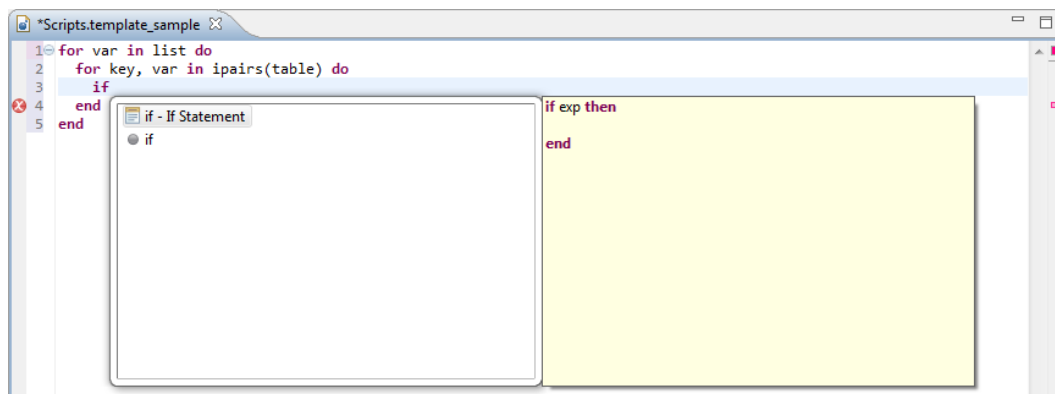 *Scripts.template_sample
1 for var in list do
2 for key, var in ipairs(table) do
3 if
4 end
5 end
if - If Statement
if
if exp then
end